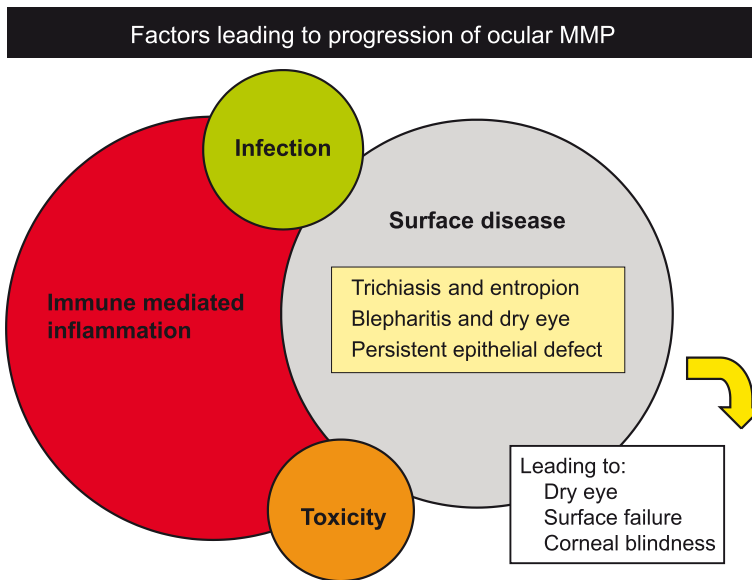 Factors leading to progression of ocular MMP
Infection
Surface disease
Trichiasis and entropion
Blepharitis and dry eye
Persistent epithelial defect
Immune mediated
inflammation
Toxicity
Leading to:
Dry eye
Surface failure
Corneal blindness